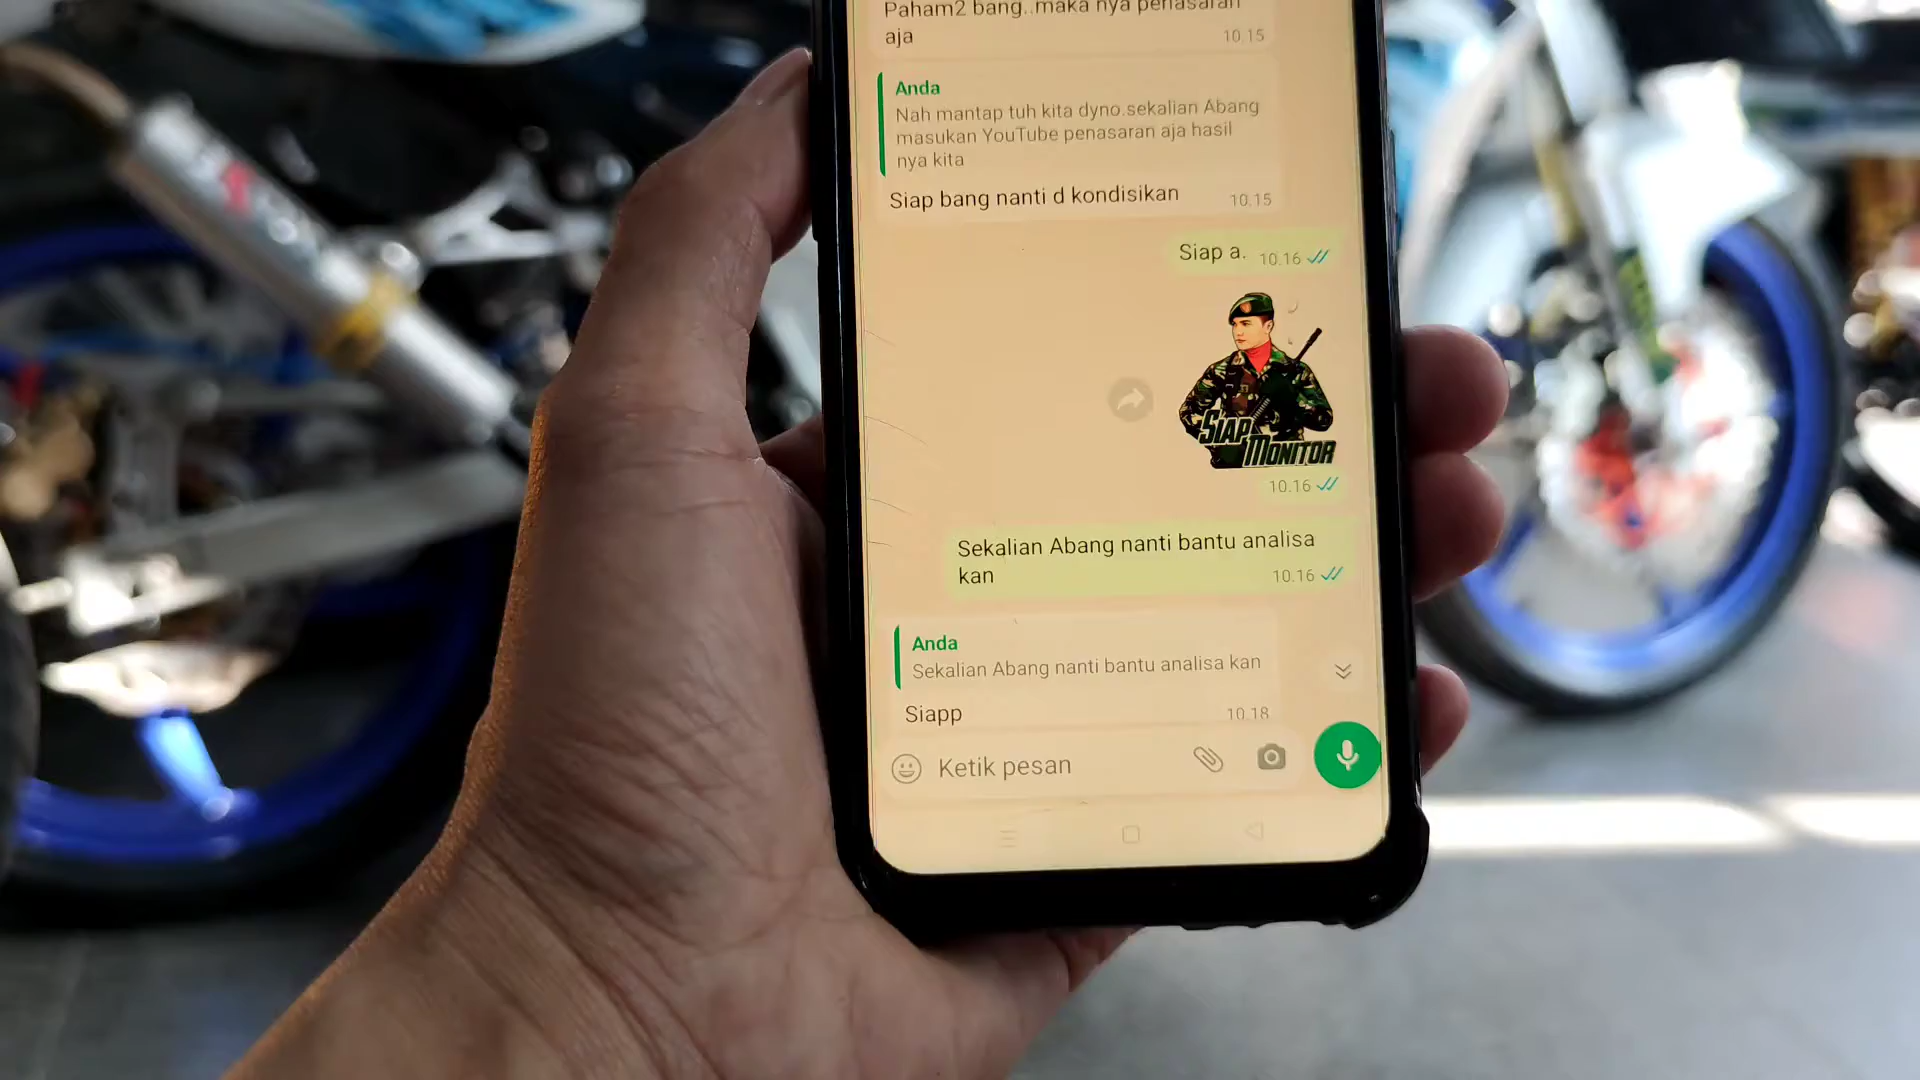 Paham2 bang..maka nya penasaran
aja 10.15
Anda
Nah mantap tuh kita dyno.sekalian Abang
masukan YouTube penasaran aja hasil
nya kita
Siap bang nanti d kondisikan 10.15
Siap a. 10.16
SIAP
MONITOR
10.16
Sekalian Abang nanti bantu analisa
kan 10.16
Anda
Sekalian Abang nanti bantu analisa kan
Siapp 10.18
Ketik pesan